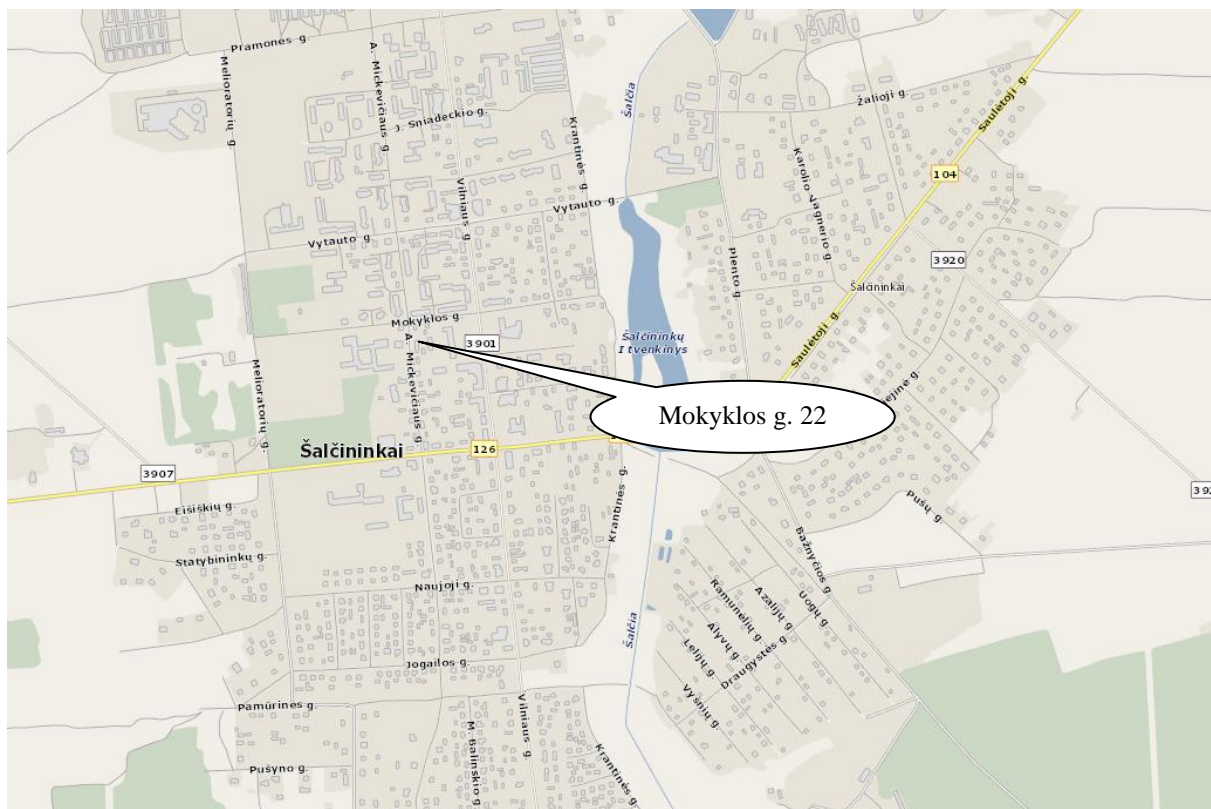 Pramonės g.
A. Mickevičiaus g.
Melioratorių g.
J. Sniadeckio g.
Krantinės g.
Šalčia
Žalioji g.
Saulėtoji g.
104
Karolio Jagnerio g.
Vilniaus g.
Vytauto g.
Vytauto g.
Plento g.
3920
Šalčininkai
Mokyklos g.
3901
A. Mickevičiaus g.
Šalčininkų
I tvenkinys
Saulėtoji g.
Mokyklos g. 22
Melioratorių g.
Šalčininkai
126
3907
Krantinės g.
Pušų g.
Eišiškių g.
Statybininkų g.
Bažnyčios g.
Naujoji g.
Ramunėlių g.
Azalijų g.
Uogų g.
Alyvų g.
Lelijų g.
Draugystės g.
Šalčia
Jogailos g.
Vyšnių g.
Pamūrinės g.
Vilniaus g.
M. Balinskio g.
Krantinės g.
Pušyno g.